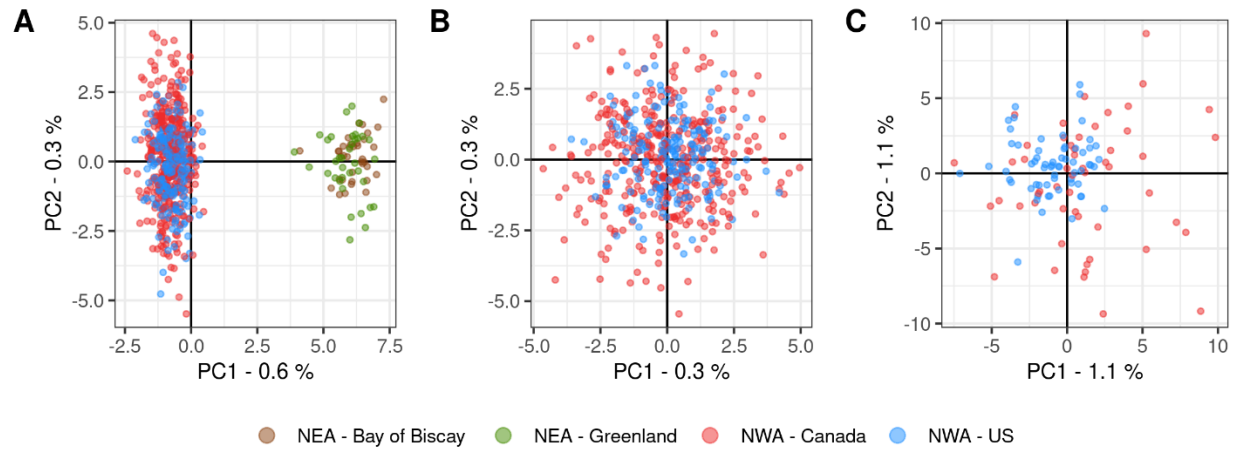 A
B
C
5.0
2.5
0.0
-2.5
-5.0
PC2 - 0.3 %
-2.5 0.0 2.5 5.0 7.5
PC1 - 0.6 %
2.5
0.0
-2.5
-5.0
PC2 - 0.3 %
-5.0 -2.5 0.0 2.5 5.0
PC1 - 0.3 %
10
5
0
-5
-10
PC2 - 1.1 %
-5 0 5 10
PC1 - 1.1 %
NEA - Bay of Biscay NEA - Greenland NWA - Canada NWA - US